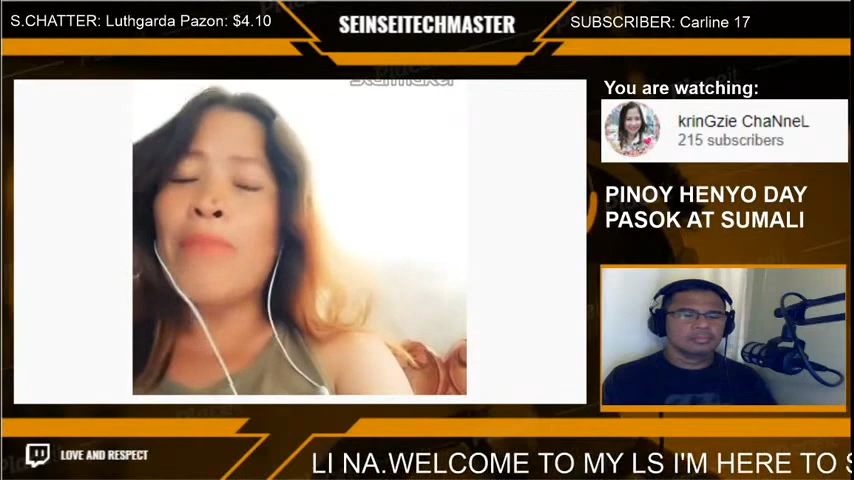 S.CHATTER: Luthgarda Pazon: $4.10
SEINSEITECHMASTER
SUBSCRIBER: Carline 17
StarMaker
You are watching:
krinGzie ChaNneL
215 subscribers
PINOY HENYO DAY
PASOK AT SUMALI
LOVE AND RESPECT
LI NA.WELCOME TO MY LS I'M HERE TO